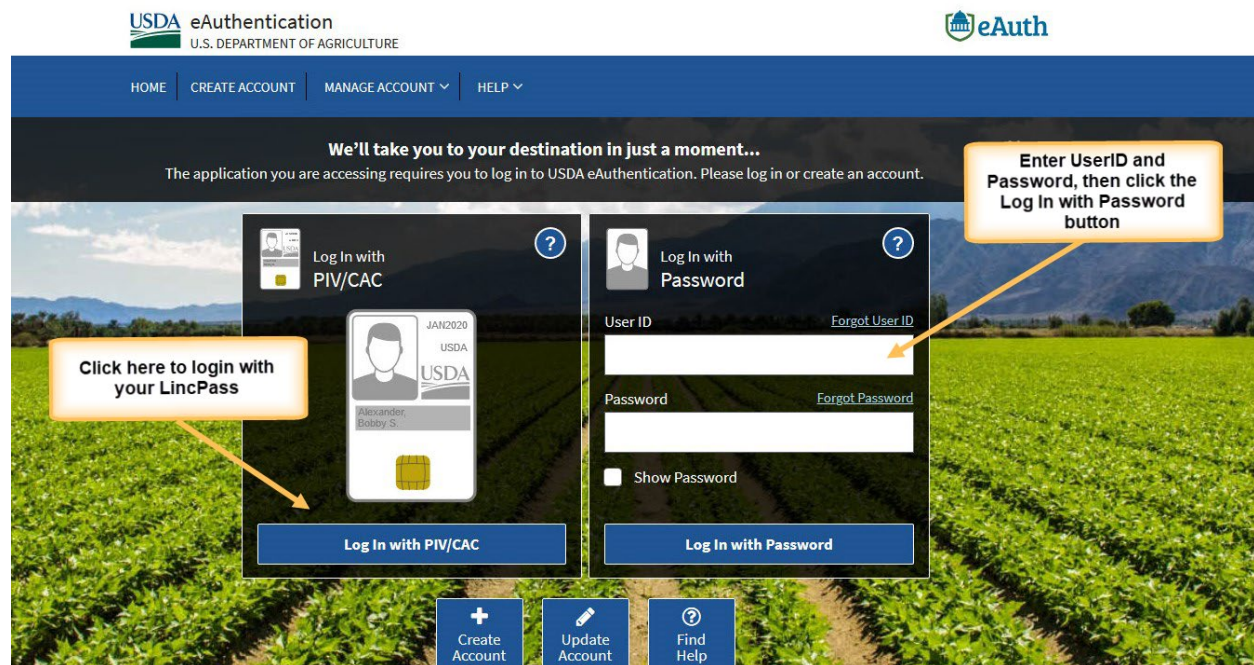 USDA eAuthentication
U.S. DEPARTMENT OF AGRICULTURE
eAuth
HOME CREATE ACCOUNT MANAGE ACCOUNT HELP
We'll take you to your destination in just a moment...
The application you are accessing requires you to log in to USDA eAuthentication. Please log in or create an account.
Enter UserID and
Password, then click the
Log In with Password
button
Log In with
PIV/CAC
?
JAN2020
USDA
USDA
Alexander,
Bobby S
Click here to login with
your LincPass
Log In with PIV/CAC
Log In with
Password
?
User ID Forgot User ID
Password Forgot Password
Show Password
Log In with Password
Create
Account
Update
Account
?
Find
Help